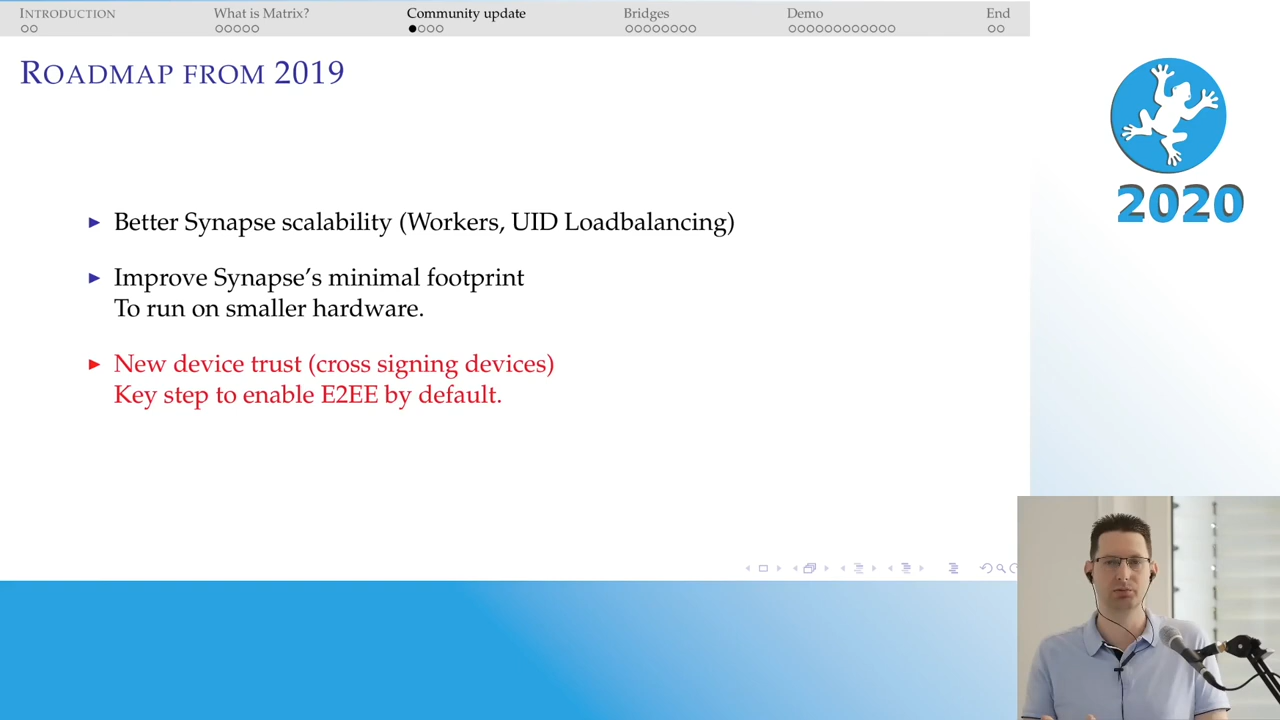 INTRODUCTION What is Matrix? Community update Bridges Demo End
ROADMAP FROM 2019
Better Synapse scalability (Workers, UID Loadbalancing)
Improve Synapse's minimal footprint
To run on smaller hardware.
New device trust (cross signing devices)
Key step to enable E2EE by default.
2020